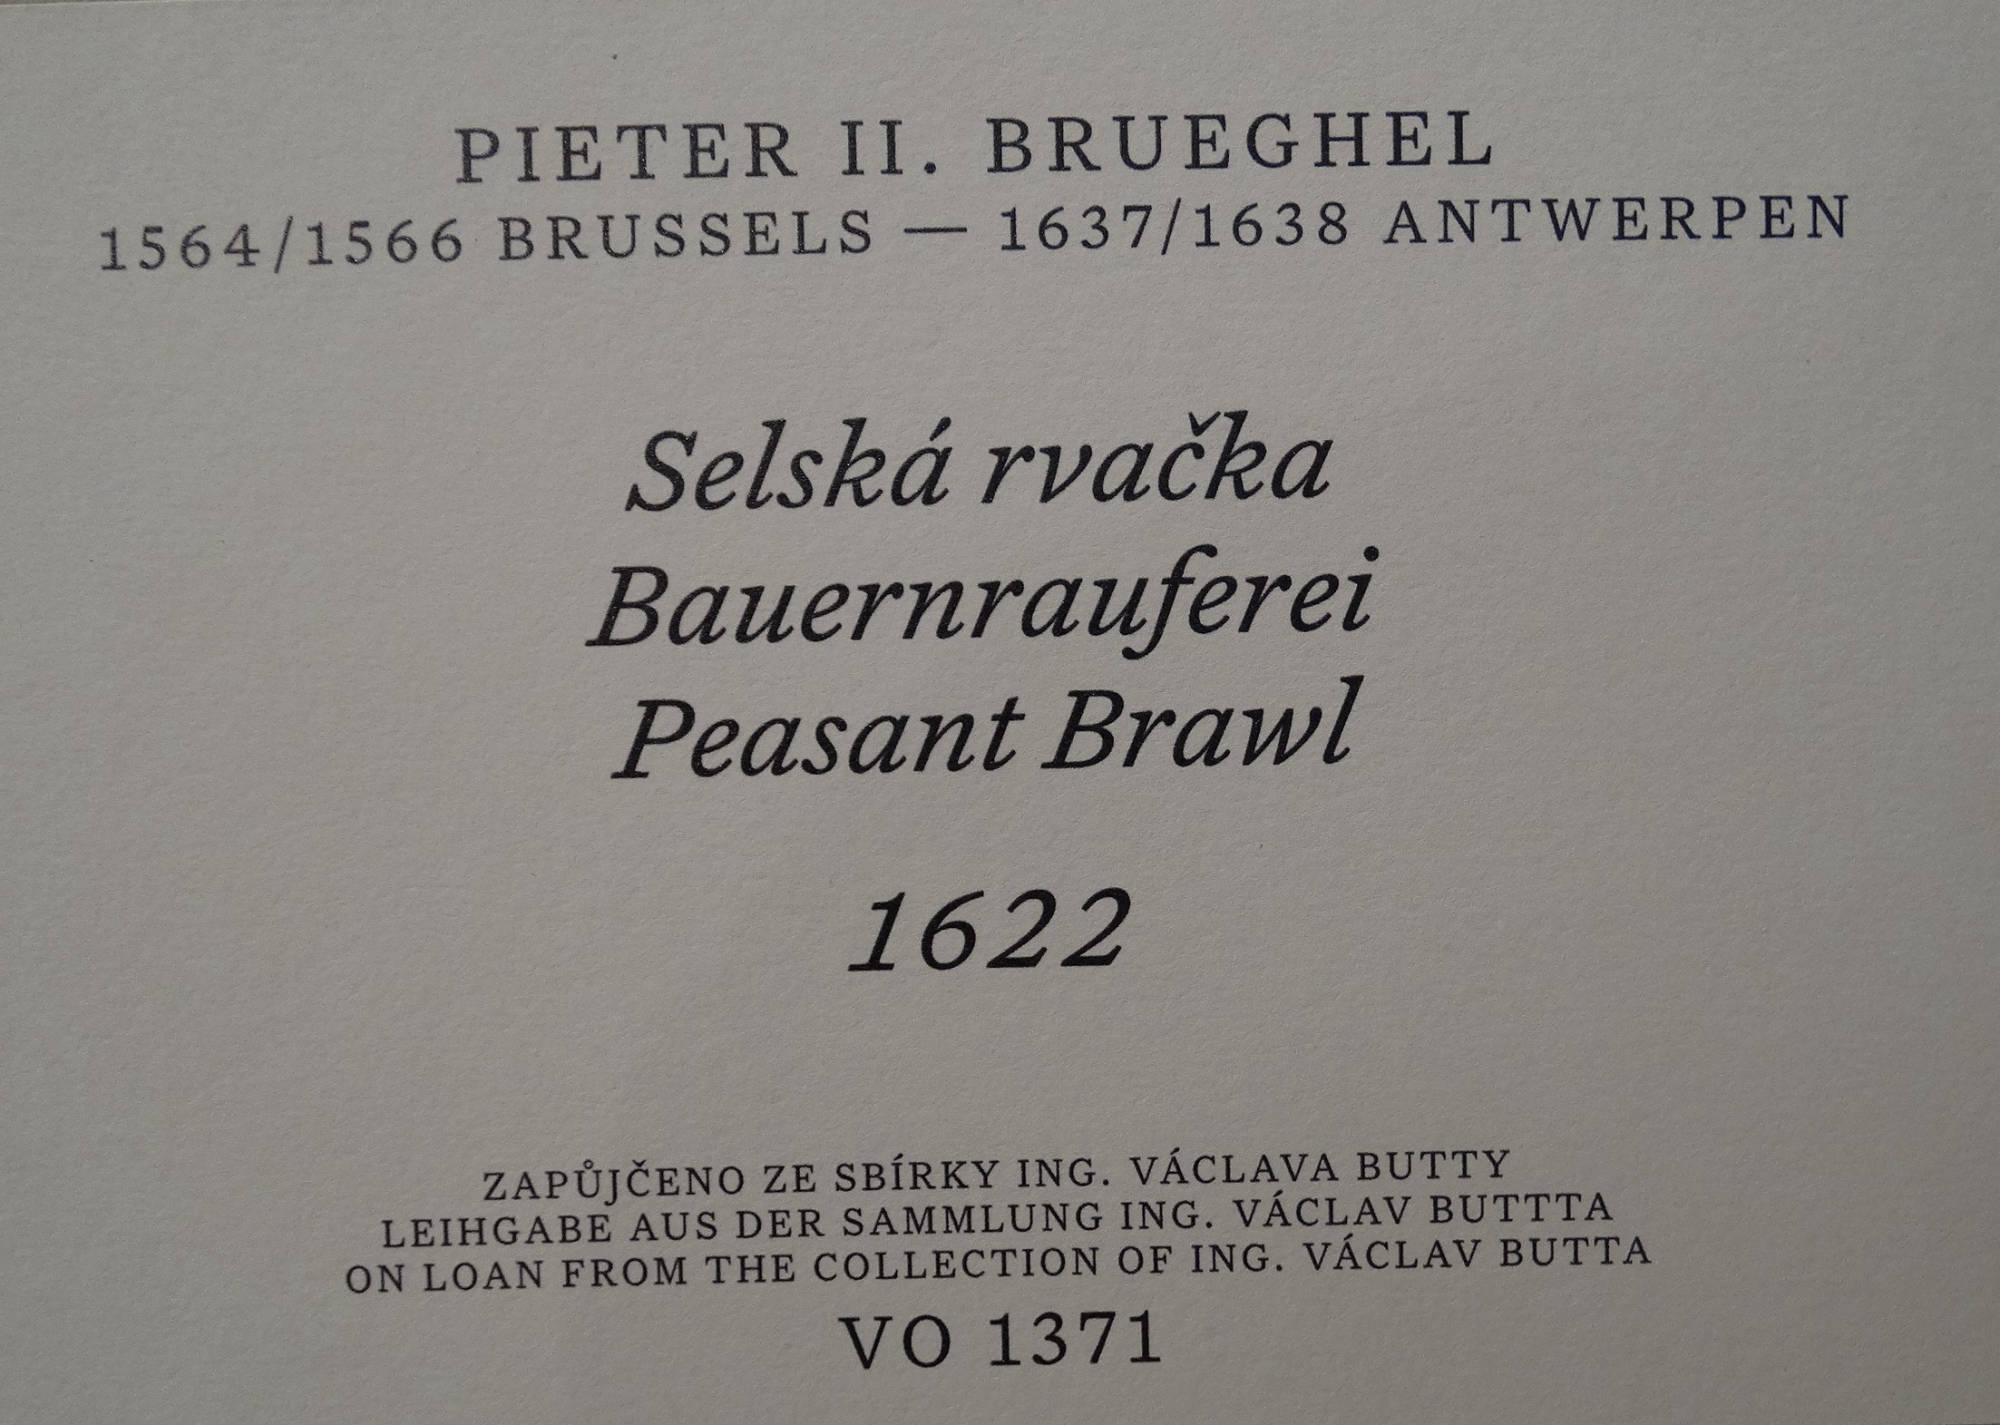 PIETER II. BRUEGHEL
1564/1566 BRUSSELS — 1637/1638 ANTWERPEN
Selská rvačka
Bauernrauferei
Peasant Brawl
1622
ZAPŮJČENO ZE SBÍRKY ING. VÁCLAVA BUTTY
LEIHGABE AUS DER SAMMLUNG ING. VÁCLAV BUTTTA
ON LOAN FROM THE COLLECTION OF ING. VÁCLAV BUTTA
VO 1371